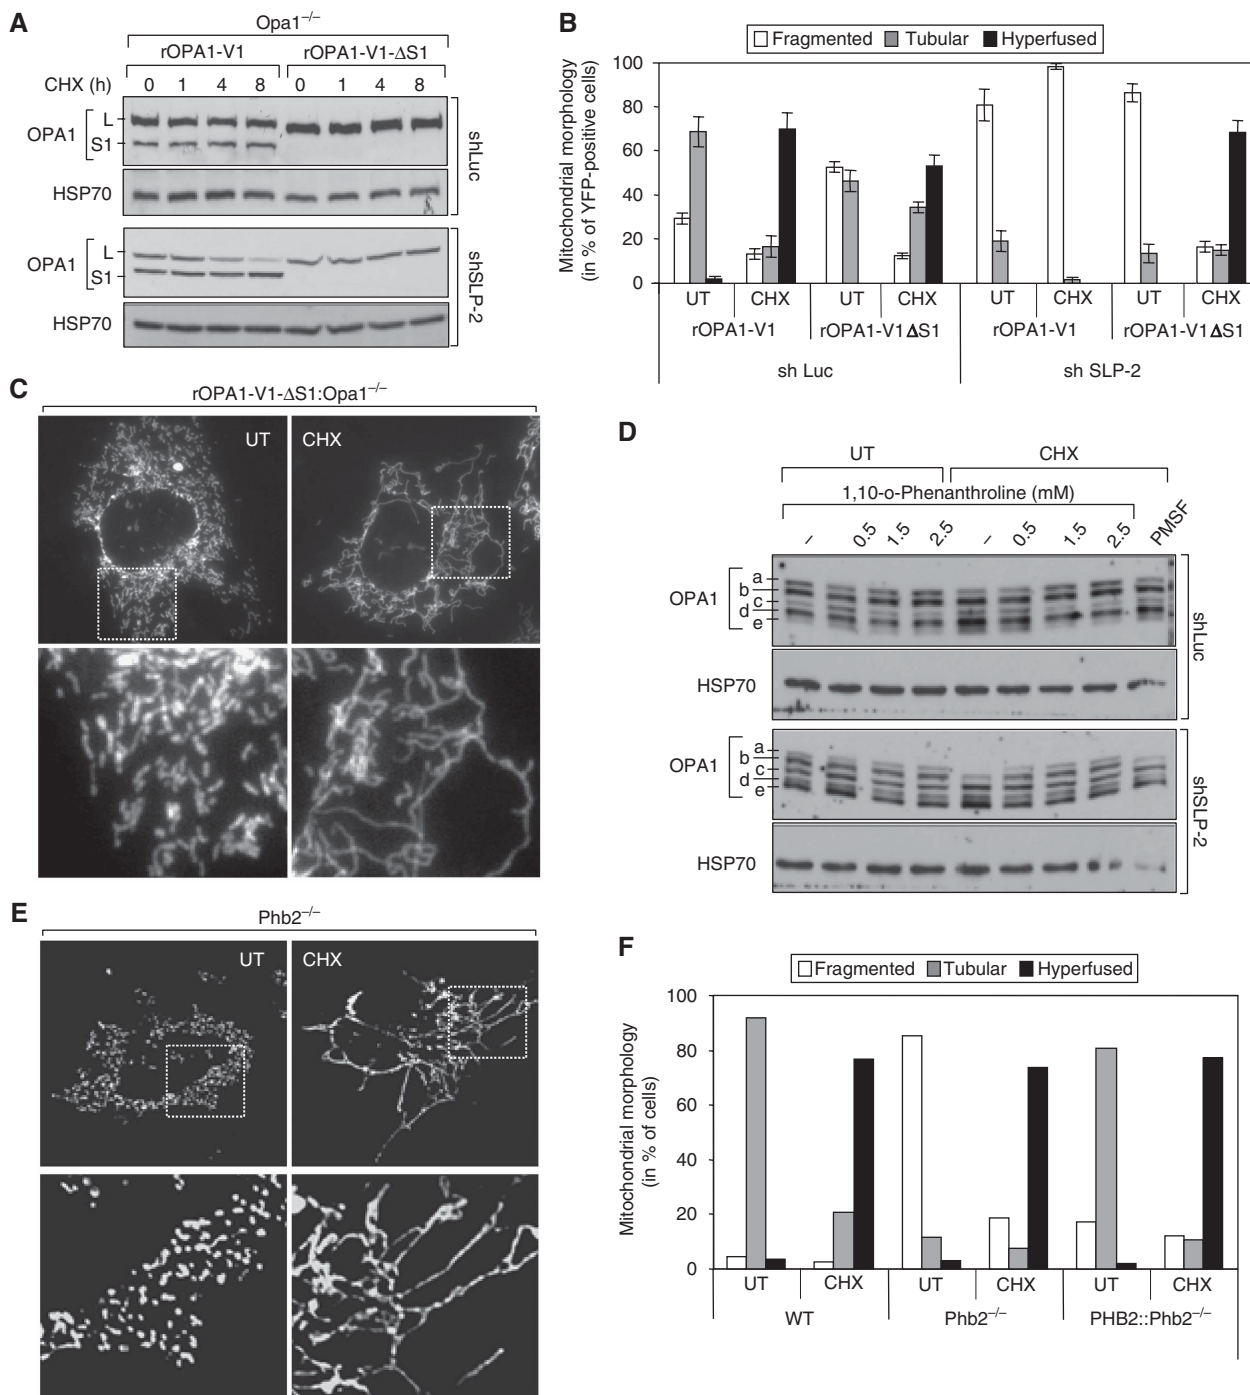 A
Opa1–/–
rOPA1-V1 rOPA1-V1-ΔS1
CHX (h) 0 1 4 8 0 1 4 8
OPA1 L
S1
HSP70
shLuc
OPA1 L
S1
HSP70
shSLP-2
B
Fragmented Tubular Hyperfused
Mitochondrial morphology
(in % of YFP-positive cells)
100
80
60
40
20
0
UT CHX UT CHX UT CHX UT CHX
rOPA1-V1 rOPA1-V1ΔS1 rOPA1-V1 rOPA1-V1ΔS1
sh Luc sh SLP-2
C
rOPA1-V1-ΔS1:Opa1–/–
UT CHX
D
UT CHX
1,10-o-Phenanthroline (mM)
– 0.5 1.5 2.5 – 0.5 1.5 2.5 PMSF
OPA1 a
b
c
d
e
HSP70
shLuc
OPA1 a
b
c
d
e
HSP70
shSLP-2
E
Phb2–/–
UT CHX
F
Fragmented Tubular Hyperfused
Mitochondrial morphology
(in % of cells)
100
80
60
40
20
0
UT CHX UT CHX UT CHX
WT Phb2–/– PHB2::Phb2–/–